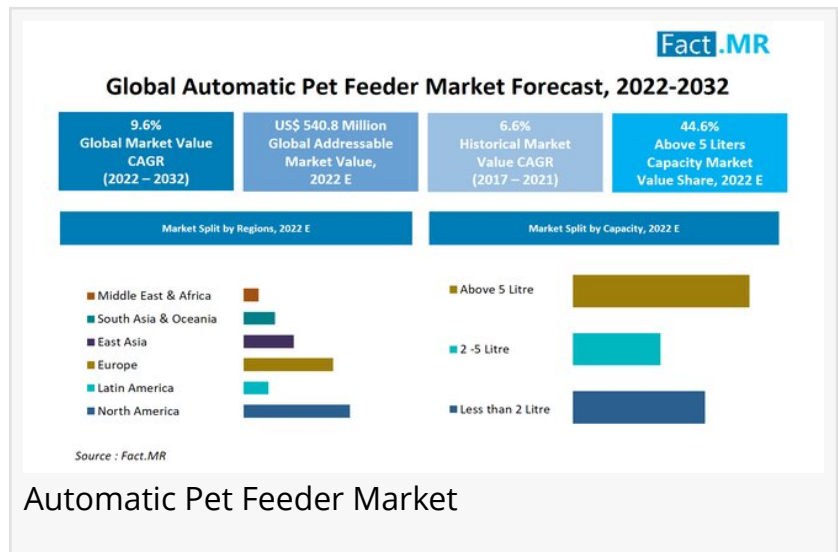 Fact.MR
Global Automatic Pet Feeder Market Forecast, 2022-2032
9.6%
Global Market Value
CAGR
(2022 – 2032)
US$ 540.8 Million
Global Addressable
Market Value,
2022 E
6.6%
Historical Market
Value CAGR
(2017 – 2021)
44.6%
Above 5 Liters
Capacity Market
Value Share, 2022 E
Market Split by Regions, 2022 E
Middle East & Africa
South Asia & Oceania
East Asia
Europe
Latin America
North America
Market Split by Capacity, 2022 E
Above 5 Litre
2 -5 Litre
Less than 2 Litre
Source : Fact.MR
Automatic Pet Feeder Market